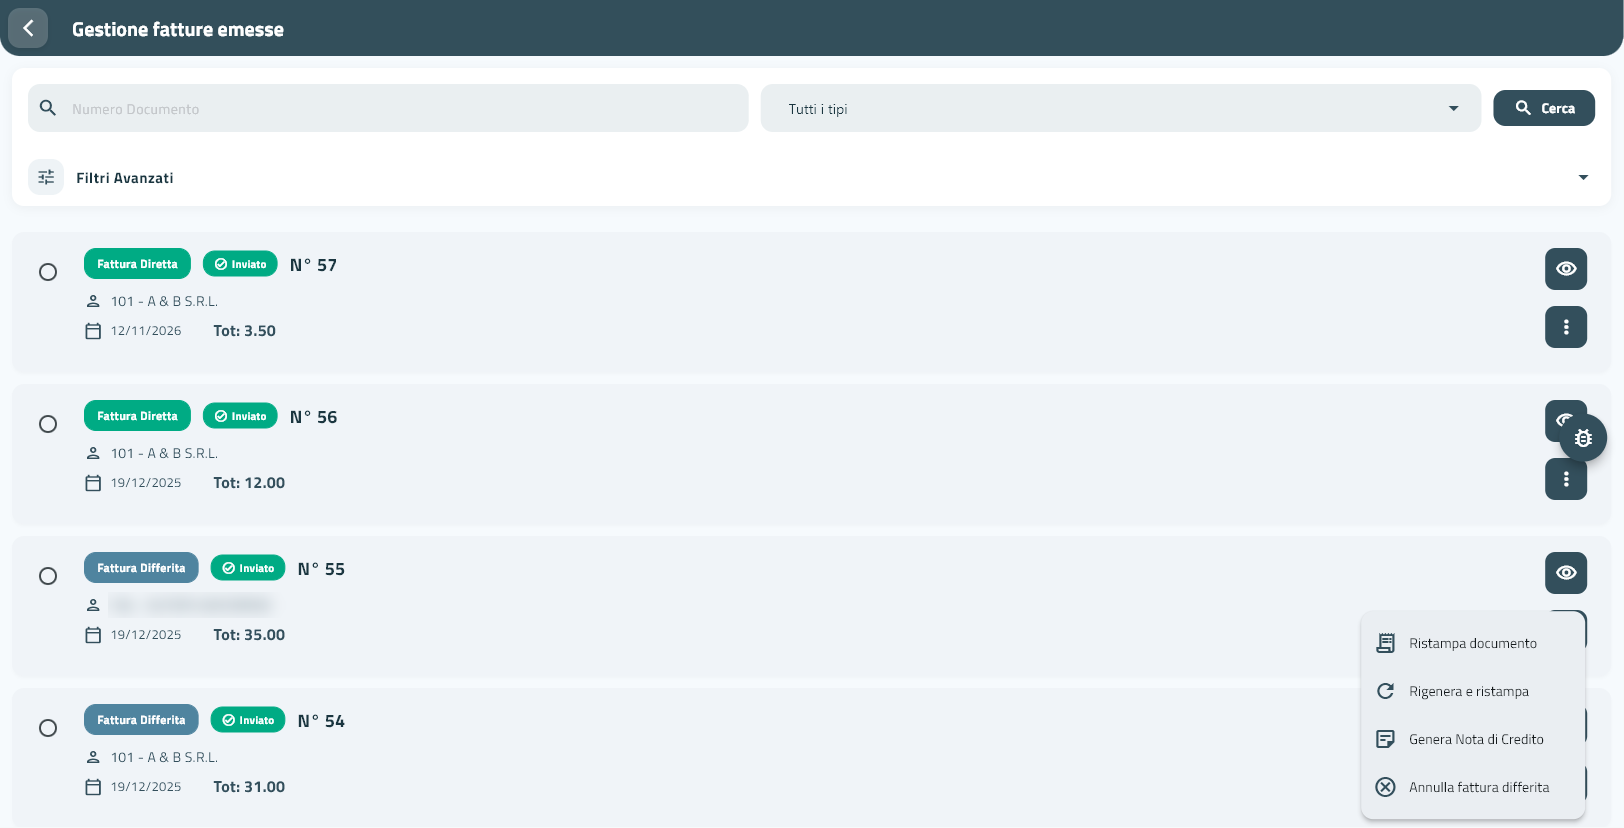 Gestione fatture emesse
Numero Documento
Tutti i tipi
Cerca
Filtri Avanzati
Fattura Diretta Inviato N° 57
101 - A & B S.R.L.
12/11/2026 Tot: 3.50
Fattura Diretta Inviato N° 56
101 - A & B S.R.L.
19/12/2025 Tot: 12.00
Fattura Differita Inviato N° 55
19/12/2025 Tot: 35.00
Ristampa documento
Rigenera e ristampa
Genera Nota di Credito
Annulla fattura differita
Fattura Differita Inviato N° 54
101 - A & B S.R.L.
19/12/2025 Tot: 31.00